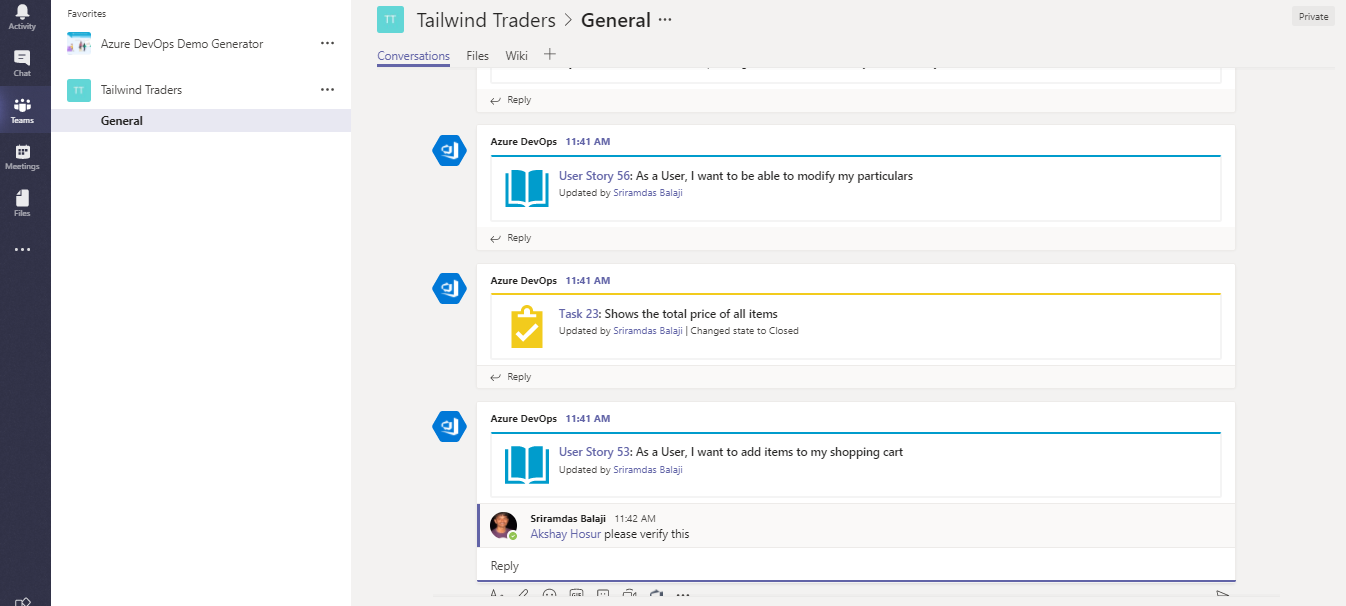 Activity
Chat
Teams
Meetings
Files
Favorites
Azure DevOps Demo Generator
TT
Tailwind Traders
General
TT
Tailwind Traders > General
Private
Conversations Files Wiki
Reply
Azure DevOps 11:41 AM
User Story 56: As a User, I want to be able to modify my particulars
Updated by Sriramdas Balaji
Reply
Azure DevOps 11:41 AM
Task 23: Shows the total price of all items
Updated by Sriramdas Balaji | Changed state to Closed
Reply
Azure DevOps 11:41 AM
User Story 53: As a User, I want to add items to my shopping cart
Updated by Sriramdas Balaji
Sriramdas Balaji 11:42 AM
Akshay Hosur please verify this
Reply